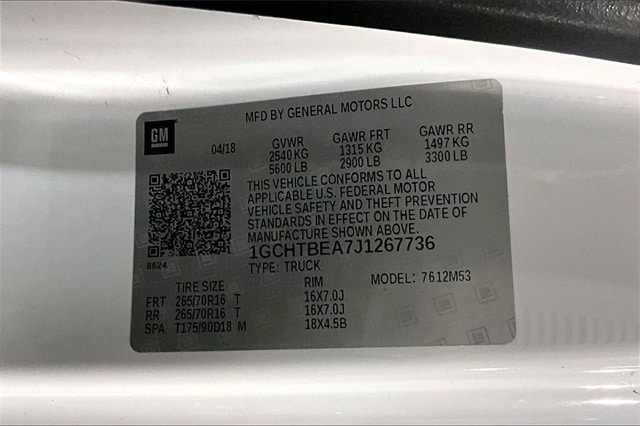 MFD BY GENERAL MOTORS LLC
GM
04/18 GVWR GAWR FRT GAWR RR
2540 KG 1315 KG 1497 KG
5600 LB 2900 LB 3300 LB
THIS VEHICLE CONFORMS TO ALL
APPLICABLE U.S. FEDERAL MOTOR
VEHICLE SAFETY AND THEFT PREVENTION
STANDARDS IN EFFECT ON THE DATE OF
MANUFACTURE SHOWN ABOVE.
8624 1GCHTBEA7J1267736
TYPE: TRUCK MODEL: 7612M53
TIRE SIZE RIM
FRT 265/70R16 T 16X7.0J
RR 265/70R16 T 16X7.0J
SPA T175/90D18 M 18X4.5B